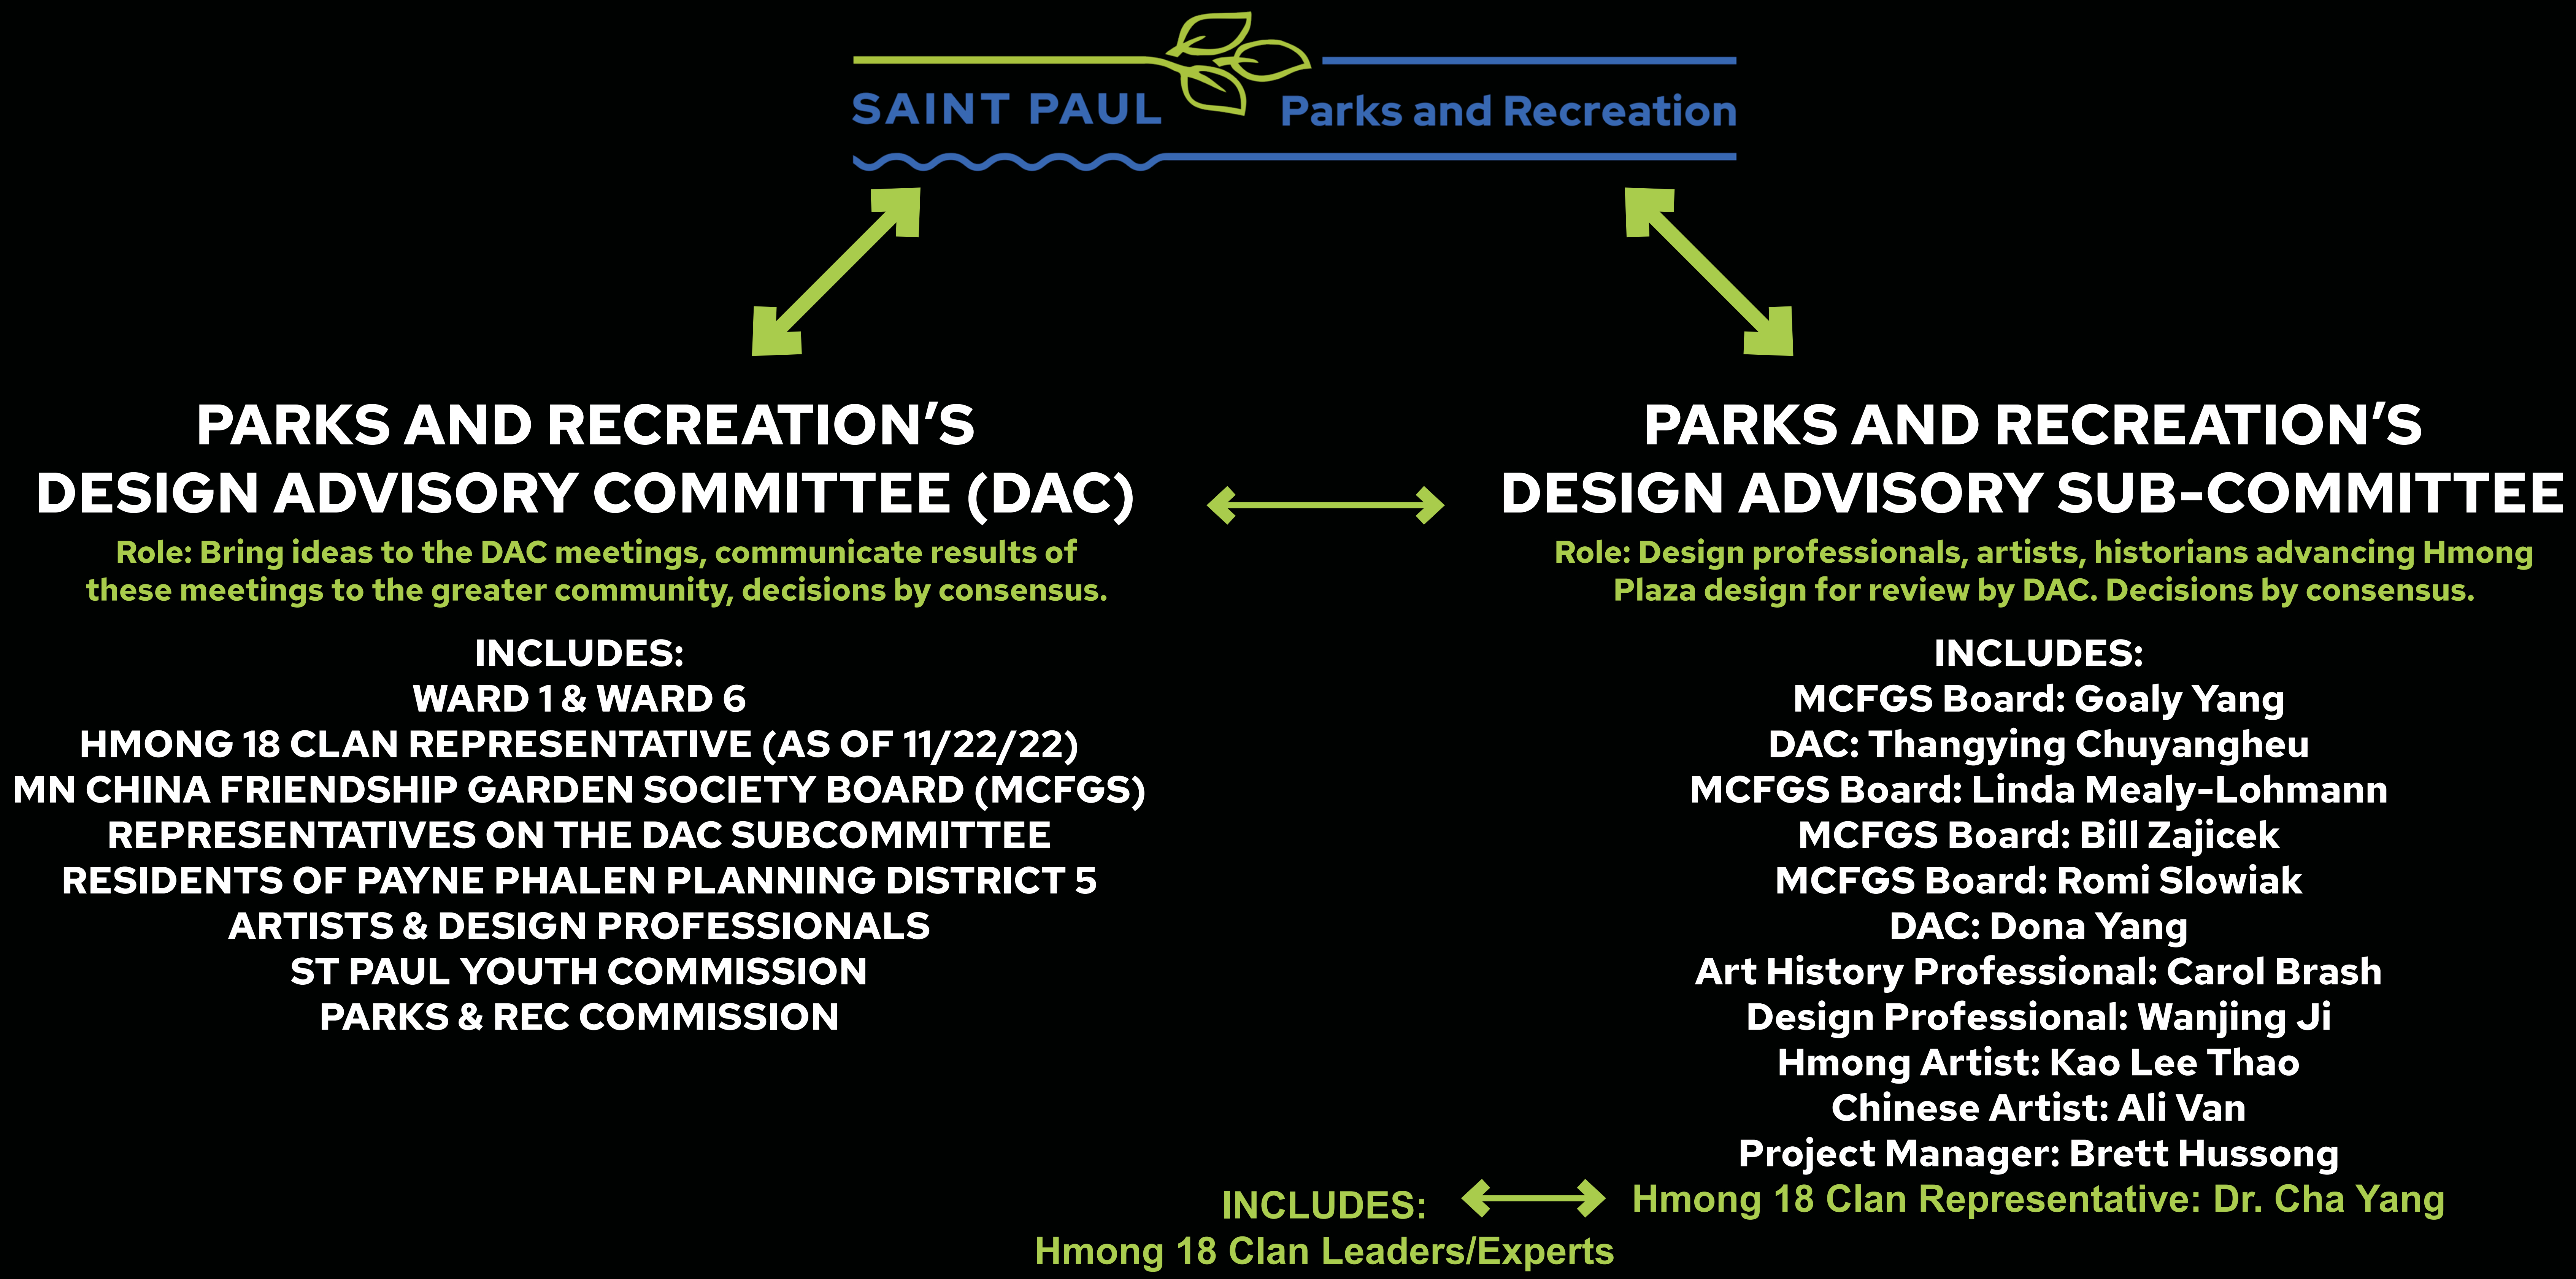 SAINT PAUL Parks and Recreation
PARKS AND RECREATION’S
DESIGN ADVISORY COMMITTEE (DAC)
Role: Bring ideas to the DAC meetings, communicate results of
these meetings to the greater community, decisions by consensus.
INCLUDES:
WARD 1 & WARD 6
HMONG 18 CLAN REPRESENTATIVE (AS OF 11/22/22)
MN CHINA FRIENDSHIP GARDEN SOCIETY BOARD (MCFGS)
REPRESENTATIVES ON THE DAC SUBCOMMITTEE
RESIDENTS OF PAYNE PHALEN PLANNING DISTRICT 5
ARTISTS & DESIGN PROFESSIONALS
ST PAUL YOUTH COMMISSION
PARKS & REC COMMISSION
PARKS AND RECREATION’S
DESIGN ADVISORY SUB-COMMITTEE
Role: Design professionals, artists, historians advancing Hmong
Plaza design for review by DAC. Decisions by consensus.
INCLUDES:
MCFGS Board: Goaly Yang
DAC: Thangying Chuyangheu
MCFGS Board: Linda Mealy-Lohmann
MCFGS Board: Bill Zajicek
MCFGS Board: Romi Slowiak
DAC: Dona Yang
Art History Professional: Carol Brash
Design Professional: Wanjing Ji
Hmong Artist: Kao Lee Thao
Chinese Artist: Ali Van
Project Manager: Brett Hussong
Hmong 18 Clan Representative: Dr. Cha Yang
INCLUDES:
Hmong 18 Clan Leaders/Experts